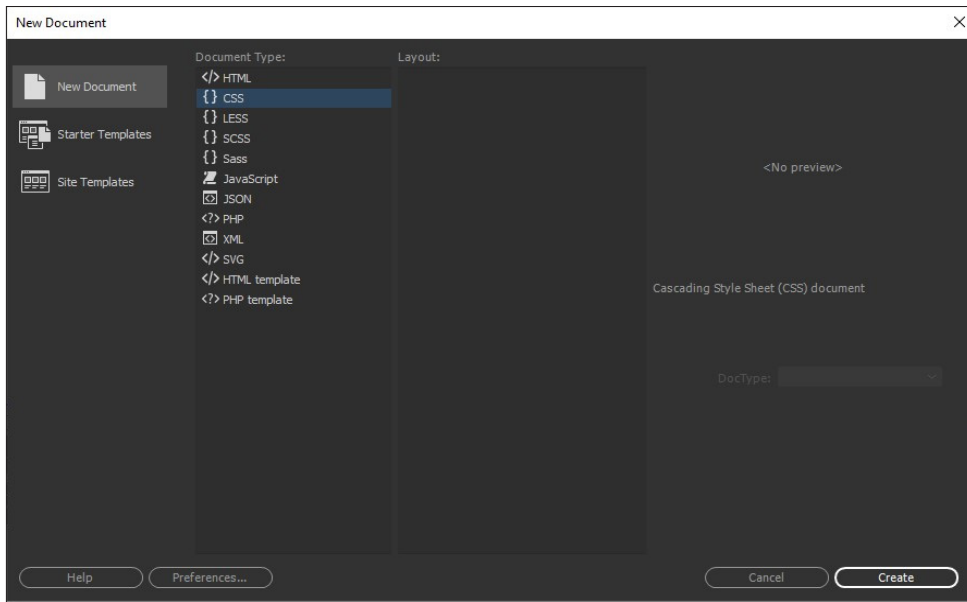 New Document
New Document
Starter Templates
Site Templates
Document Type:
</> HTML
{} CSS
{} LESS
{} SCSS
{} Sass
JavaScript
JSON
<?> PHP
XML
</> SVG
</> HTML template
<?> PHP template
Layout:
<No preview>
Cascading Style Sheet (CSS) document
DocType:
Help
Preferences...
Cancel
Create